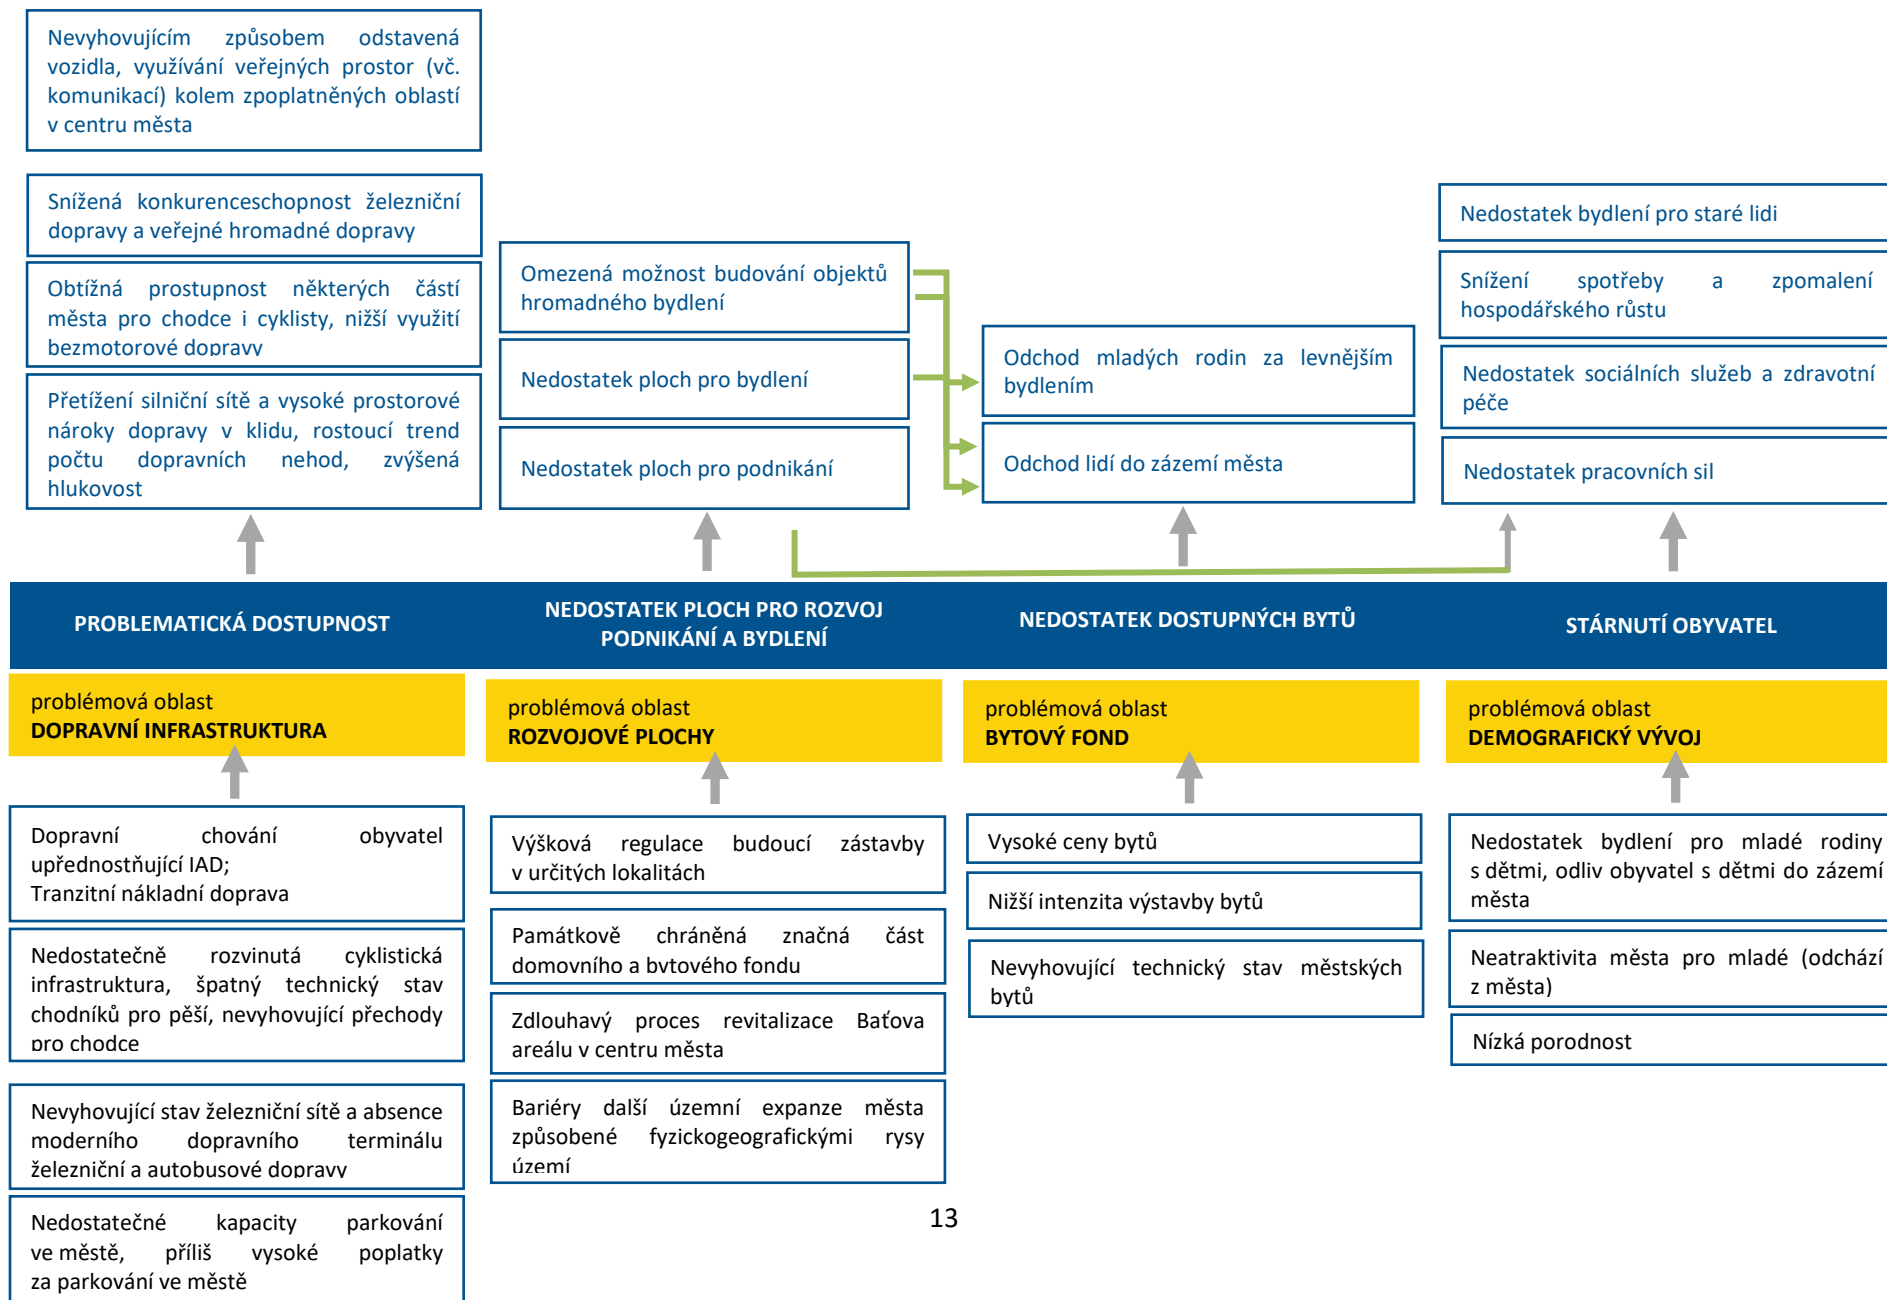 Nevyhovujícím způsobem odstavená
vozidla, využívání veřejných prostor (vč.
komunikací) kolem zpoplatněných oblastí
v centru města
Snížená konkurenceschopnost železniční
dopravy a veřejné hromadné dopravy
Obtížná prostupnost některých částí
města pro chodce i cyklisty, nižší využití
bezmotorové dopravy
Přetížení silniční sítě a vysoké prostorové
nároky dopravy v klidu, rostoucí trend
počtu dopravních nehod, zvýšená
hlukovost
Omezená možnost budování objektů
hromadného bydlení
Nedostatek ploch pro bydlení
Nedostatek ploch pro podnikání
Odchod mladých rodin za levnějším
bydlením
Odchod lidí do zázemí města
Nedostatek bydlení pro staré lidi
Snížení spotřeby a zpomalení
hospodářského růstu
Nedostatek sociálních služeb a zdravotní
péče
Nedostatek pracovních sil
PROBLEMATICKÁ DOSTUPNOST
NEDOSTATEK PLOCH PRO ROZVOJ
PODNIKÁNÍ A BYDLENÍ
NEDOSTATEK DOSTUPNÝCH BYTŮ
STÁRNUTÍ OBYVATEL
problémová oblast
DOPRAVNÍ INFRASTRUKTURA
problémová oblast
ROZVOJOVÉ PLOCHY
problémová oblast
BYTOVÝ FOND
problémová oblast
DEMOGRAFICKÝ VÝVOJ
Dopravní chování obyvatel
upřednostňující IAD;
Tranzitní nákladní doprava
Nedostatečně rozvinutá cyklistická
infrastruktura, špatný technický stav
chodníků pro pěší, nevyhovující přechody
pro chodce
Nevyhovující stav železniční sítě a absence
moderního dopravního terminálu
železniční a autobusové dopravy
Nedostatečné kapacity parkování
ve městě, příliš vysoké poplatky
za parkování ve městě
Výšková regulace budoucí zástavby
v určitých lokalitách
Památkově chráněná značná část
domovního a bytového fondu
Zdlouhavý proces revitalizace Baťova
areálu v centru města
Bariéry další územní expanze města
způsobené fyzickogeografickými rysy
území
Vysoké ceny bytů
Nižší intenzita výstavby bytů
Nevyhovující technický stav městských
bytů
Nedostatek bydlení pro mladé rodiny
s dětmi, odliv obyvatel s dětmi do zázemí
města
Neatraktivita města pro mladé (odchází
z města)
Nízká porodnost
13